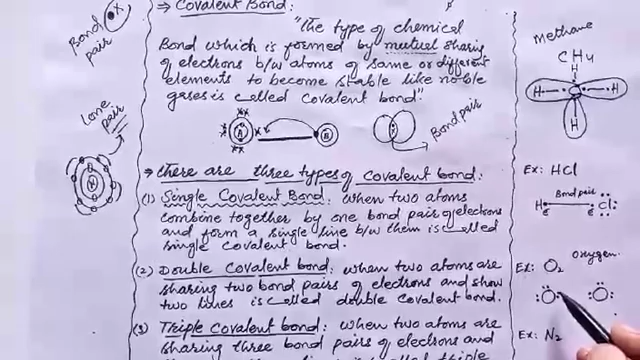 → Covalent Bond:
"The type of chemical
Bond which is formed by mutual sharing
of electrons b/w atoms of same or different
elements to become stable like noble
gases is called covalent bond".
Bond
pair
Lone
pair
A
B
Bond pair
→ There are three types of covalent bond:
(1) Single Covalent Bond: when two atoms
combine together by one bond pair of electrons
and form a single line b/w them is called
single covalent bond.
(2) Double Covalent bond: when two atoms are
sharing two bond pairs of electrons and show
two lines is called double covalent bond.
(3) Triple covalent bond: when two atoms are
sharing three bond pairs of electrons
Methane
CH4
H
H
C
H
H
Ex: HCl
Bond pair
H
Cl
e
e
Ex: O2
Oxygen.
O
O
Ex: N2